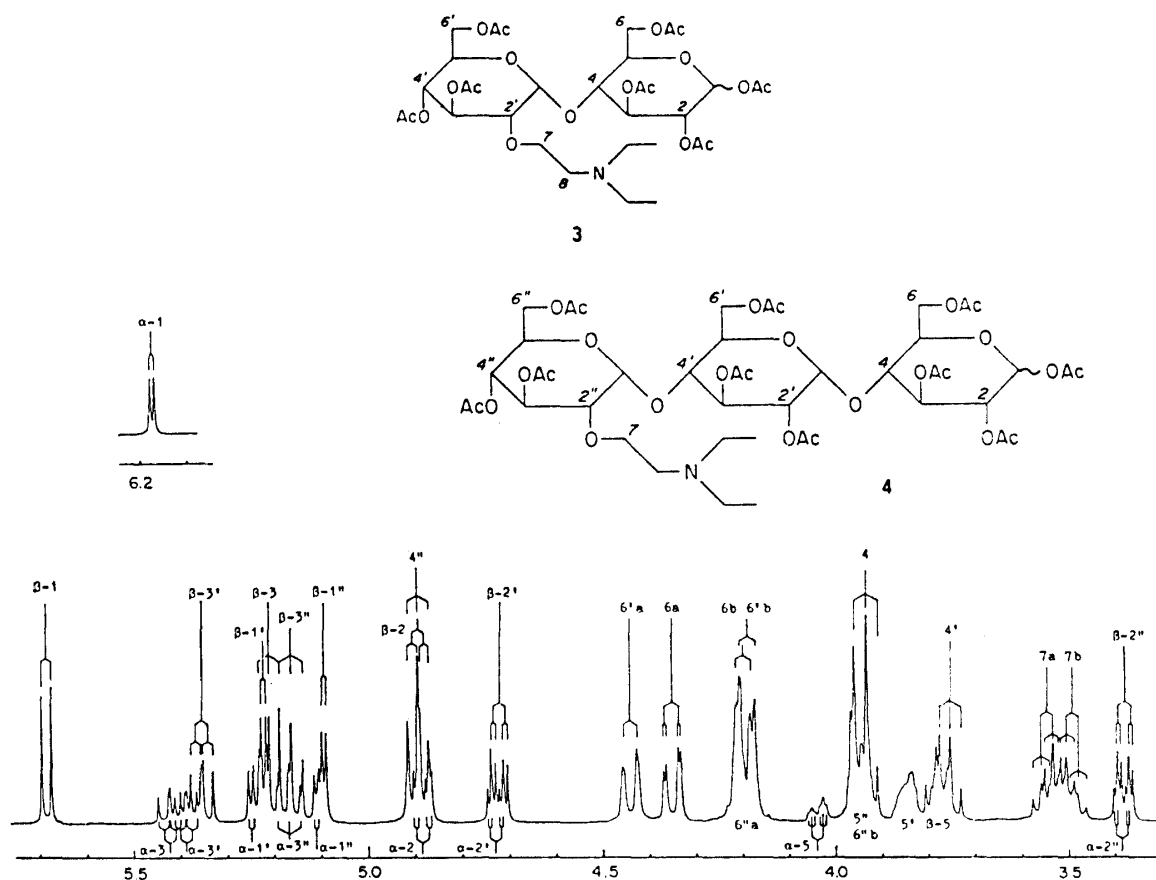 6' OAc 6 OAc
O O
4' OAc 4 OAc OAc
AcO 2' O 2 OAc
O 7
8 N
3
6" OAc 6' OAc 6 OAc
O O O
4" OAc 4' OAc 4 OAc OAc
AcO 2" O 2' O 2
O 7 OAc OAc
N
4
α-1
6.2
4" 4
β-1 β-3' β-3 β-1" β-2'
β-1' β-3" β-2 6'a 6a 6b 6'b 4' 7a 7b β-2"
6"a 5" 5' β-5
6"b
α-3 α-3' α-1' α-3" α-1" α-2 α-2' α-5 α-2"
5.5 5.0 4.5 4.0 3.5